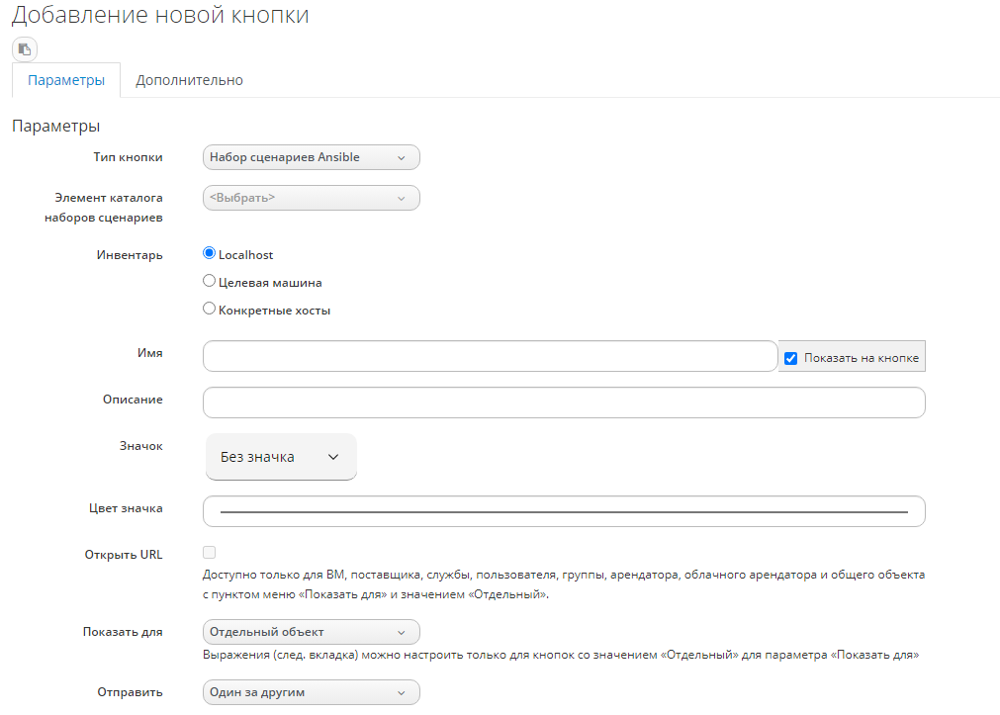 Добавление новой кнопки
Параметры Дополнительно
Параметры
Тип кнопки Набор сценариев Ansible
Элемент каталога <Выбрать>
наборов сценариев
Инвентарь Localhost
Целевая машина
Конкретные хосты
Имя Показать на кнопке
Описание
Значок Без значка
Цвет значка
Открыть URL
Доступно только для ВМ, поставщика, службы, пользователя, группы, арендатора, облачного арендатора и общего объекта
с пунктом меню «Показать для» и значением «Отдельный».
Показать для Отдельный объект
Выражения (след. вкладка) можно настроить только для кнопок со значением «Отдельный» для параметра «Показать для»
Отправить Один за другим